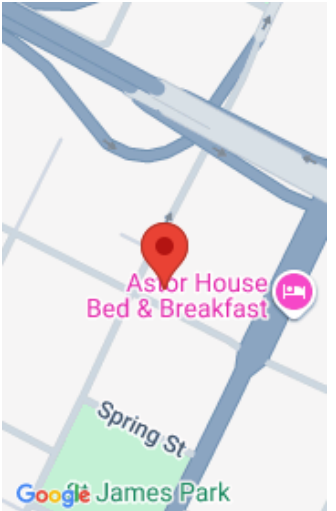 Astor House
Bed & Breakfast
Spring St
Google
St James Park